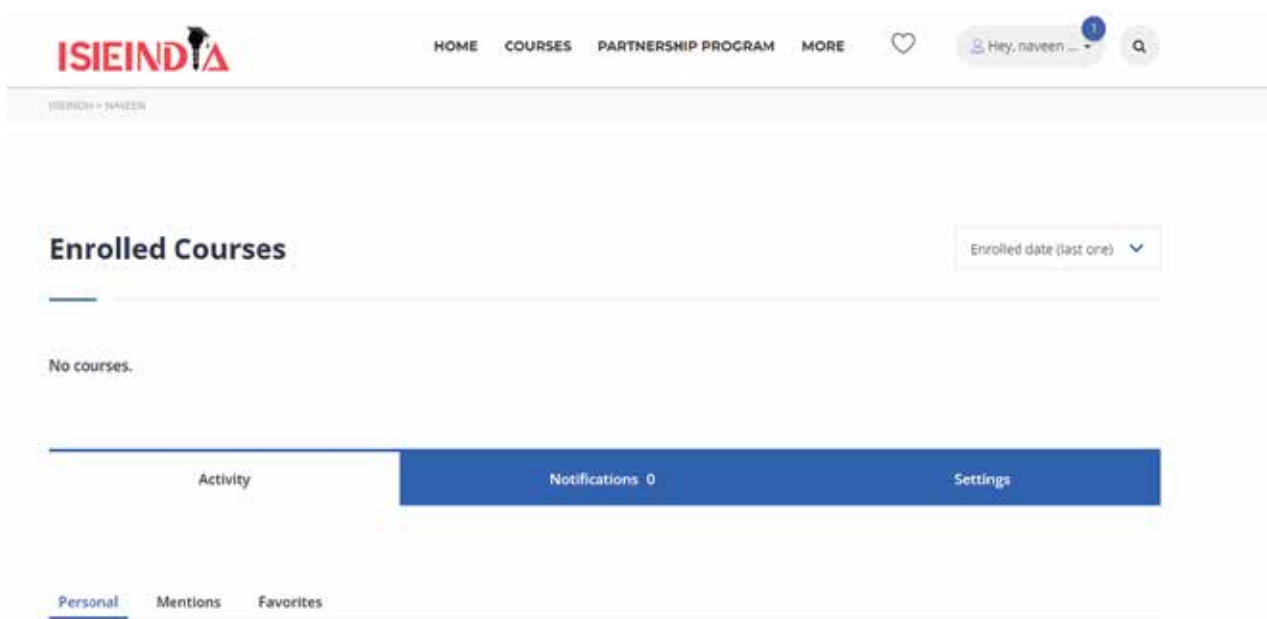 ISIEINDIA
HOME COURSES PARTNERSHIP PROGRAM MORE Hey, naveen ... 1
> NAVEEN
Enrolled Courses
Enrolled date (last one)
No courses.
Activity Notifications 0 Settings
Personal Mentions Favorites